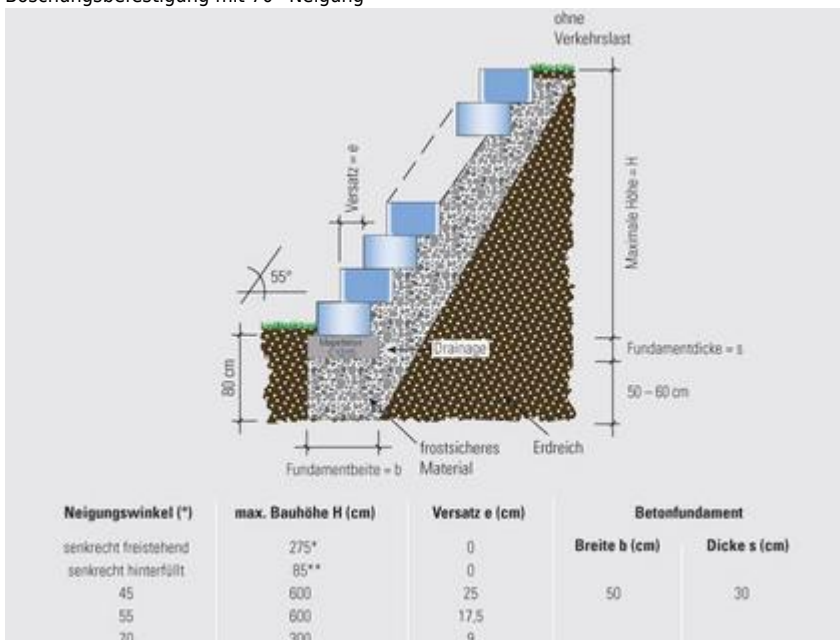 Böschungsbefestigung mit 70° Neigung
ohne
Verkehrslast
Versatz = e
Maximale Höhe = H
55°
Drainage
Fundamentdicke = s
80 cm
50 – 60 cm
frostsicheres
Material
Erdreich
Fundamentbeite = b
Neigungswinkel (°) max. Bauhöhe H (cm) Versatz e (cm) Betonfundament
Breite b (cm) Dicke s (cm)
senkrecht freistehend 275* 0
senkrecht hinterfüllt 85** 0
45 600 25 50 30
55 600 17,5
70 300 9